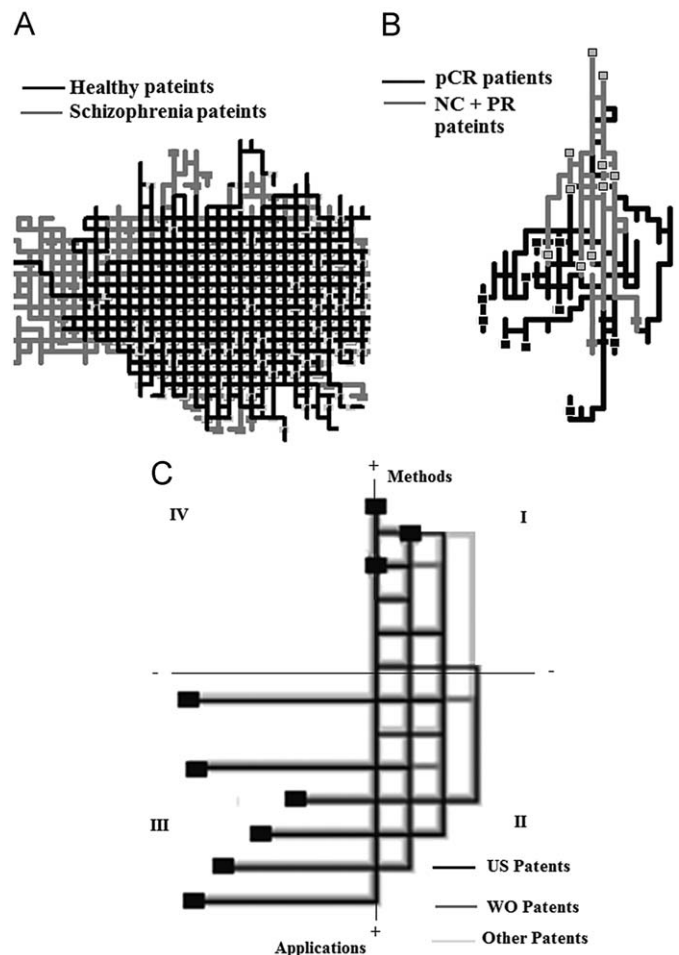 A
Healthy pateints
Schizophrenia pateints
B
pCR patients
NC + PR
pateints
C
+
Methods
IV
I
-
-
III
II
US Patents
WO Patents
Other Patents
+
Applications